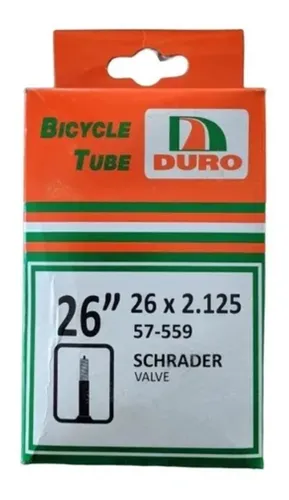 BICYCLE
TUBE
DURO
26" 26 x 2.125
57-559
SCHRADER
VALVE